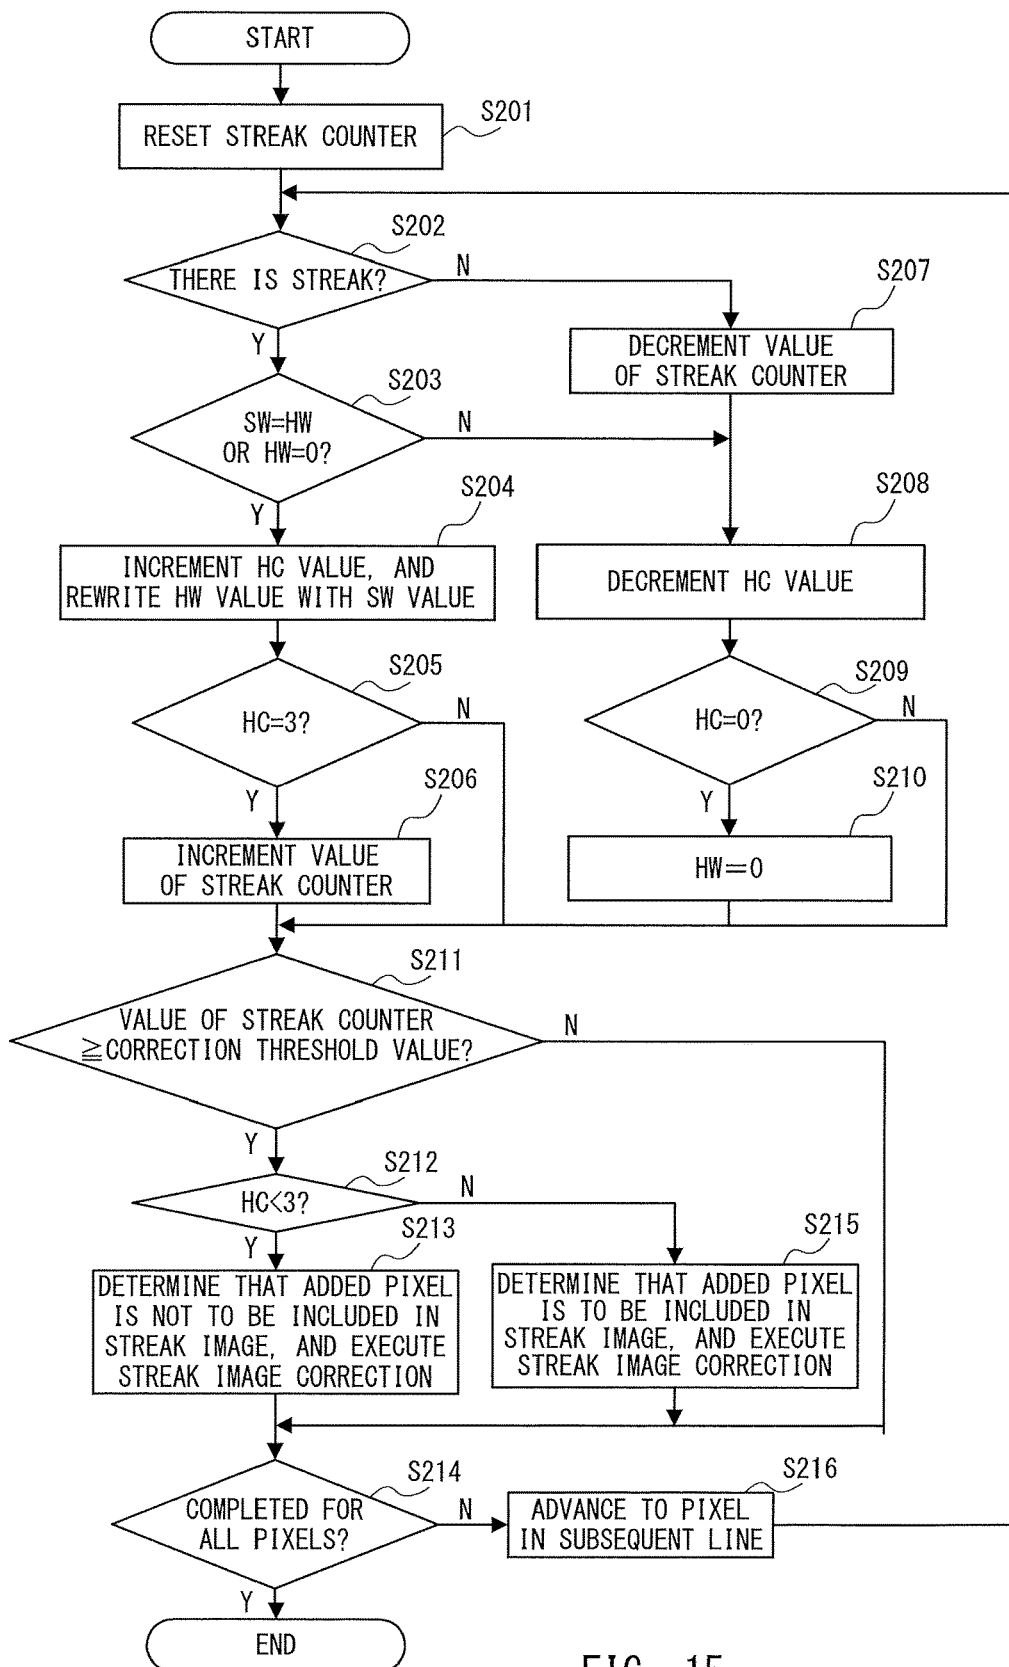 START
S201
RESET STREAK COUNTER
S202
THERE IS STREAK?
N
Y
S207
DECREMENT VALUE
OF STREAK COUNTER
S203
SW=HW
OR HW=0?
N
Y
S204
INCREMENT HC VALUE, AND
REWRITE HW VALUE WITH SW VALUE
S208
DECREMENT HC VALUE
S205
HC=3?
N
Y
S209
HC=0?
N
Y
S206
INCREMENT VALUE
OF STREAK COUNTER
S210
HW=0
S211
VALUE OF STREAK COUNTER
≧CORRECTION THRESHOLD VALUE?
N
Y
S212
HC<3?
N
Y
S213
DETERMINE THAT ADDED PIXEL
IS NOT TO BE INCLUDED IN
STREAK IMAGE, AND EXECUTE
STREAK IMAGE CORRECTION
S215
DETERMINE THAT ADDED PIXEL
IS TO BE INCLUDED IN
STREAK IMAGE, AND EXECUTE
STREAK IMAGE CORRECTION
S214
COMPLETED FOR
ALL PIXELS?
N
Y
S216
ADVANCE TO PIXEL
IN SUBSEQUENT LINE
END
FIG. 15